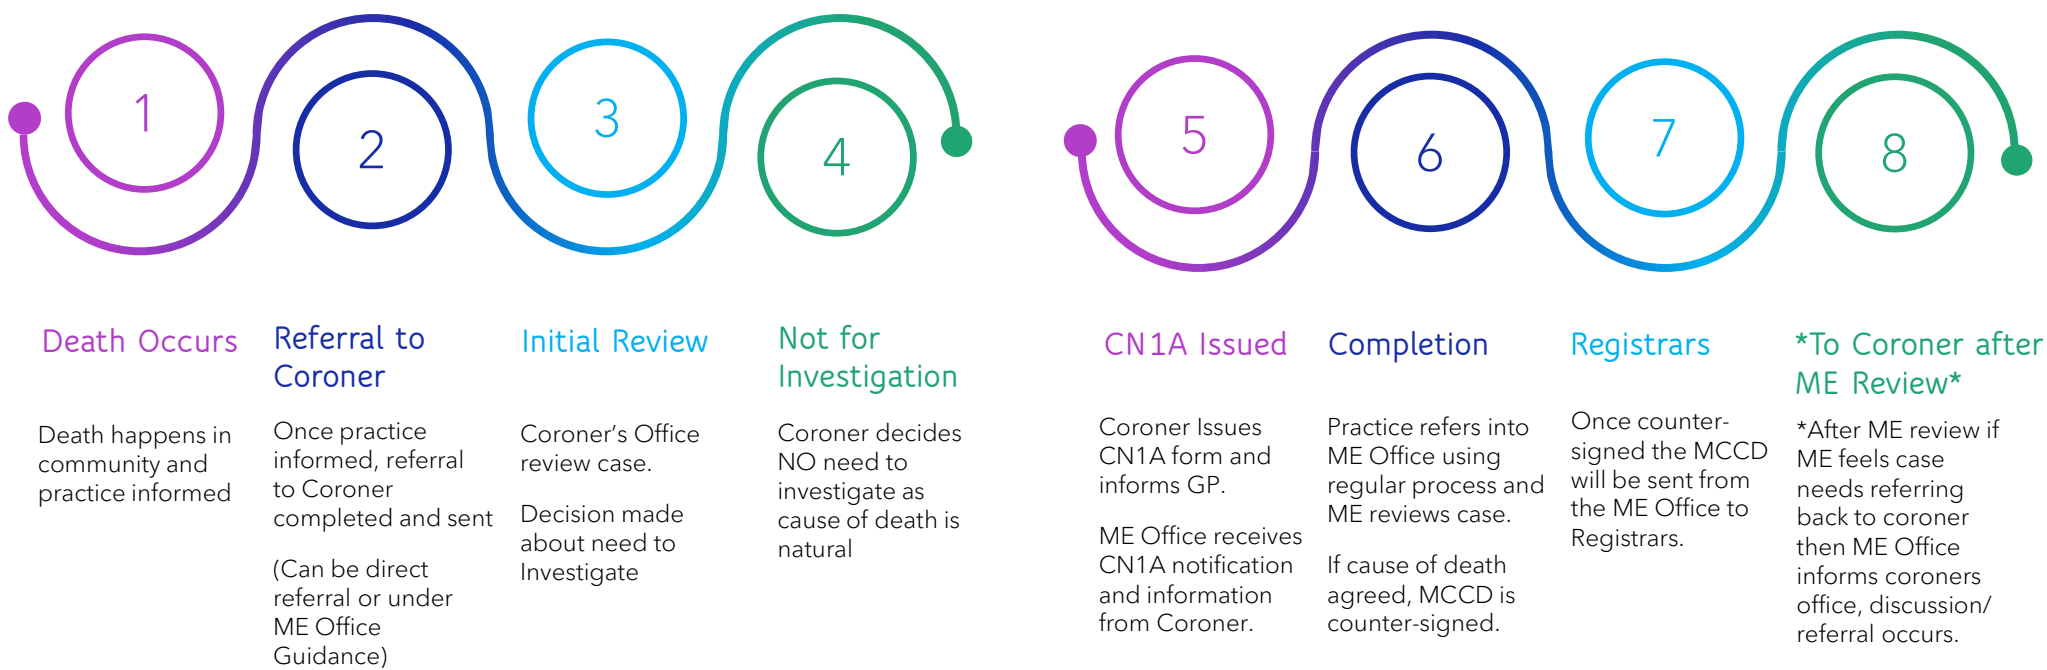 1
2
3
4
5
6
7
8
Death Occurs
Death happens in
community and
practice informed
Referral to
Coroner
Once practice
informed, referral
to Coroner
completed and sent
(Can be direct
referral or under
ME Office
Guidance)
Initial Review
Coroner's Office
review case.
Decision made
about need to
Investigate
Not for
Investigation
Coroner decides
NO need to
investigate as
cause of death is
natural
CN1A Issued
Coroner Issues
CN1A form and
informs GP.
ME Office receives
CN1A notification
and information
from Coroner.
Completion
Practice refers into
ME Office using
regular process and
ME reviews case.
If cause of death
agreed, MCCD is
counter-signed.
Registrars
Once counter-
signed the MCCD
will be sent from
the ME Office to
Registrars.
*To Coroner after
ME Review*
*After ME review if
ME feels case
needs referring
back to coroner
then ME Office
informs coroners
office, discussion/
referral occurs.